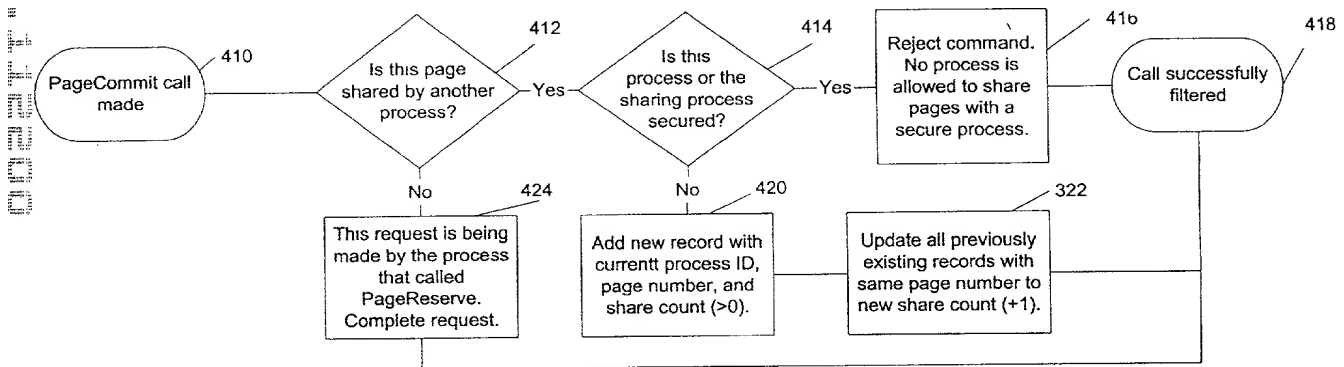 410
PageCommit call
made
412
Is this page
shared by another
process?
Yes
414
Is this
process or the
sharing process
secured?
Yes
416
Reject command.
No process is
allowed to share
pages with a
secure process.
418
Call successfully
filtered
No
424
This request is being
made by the process
that called
PageReserve.
Complete request.
No
420
Add new record with
currentt process ID,
page number, and
share count (>0).
322
Update all previously
existing records with
same page number to
new share count (+1).